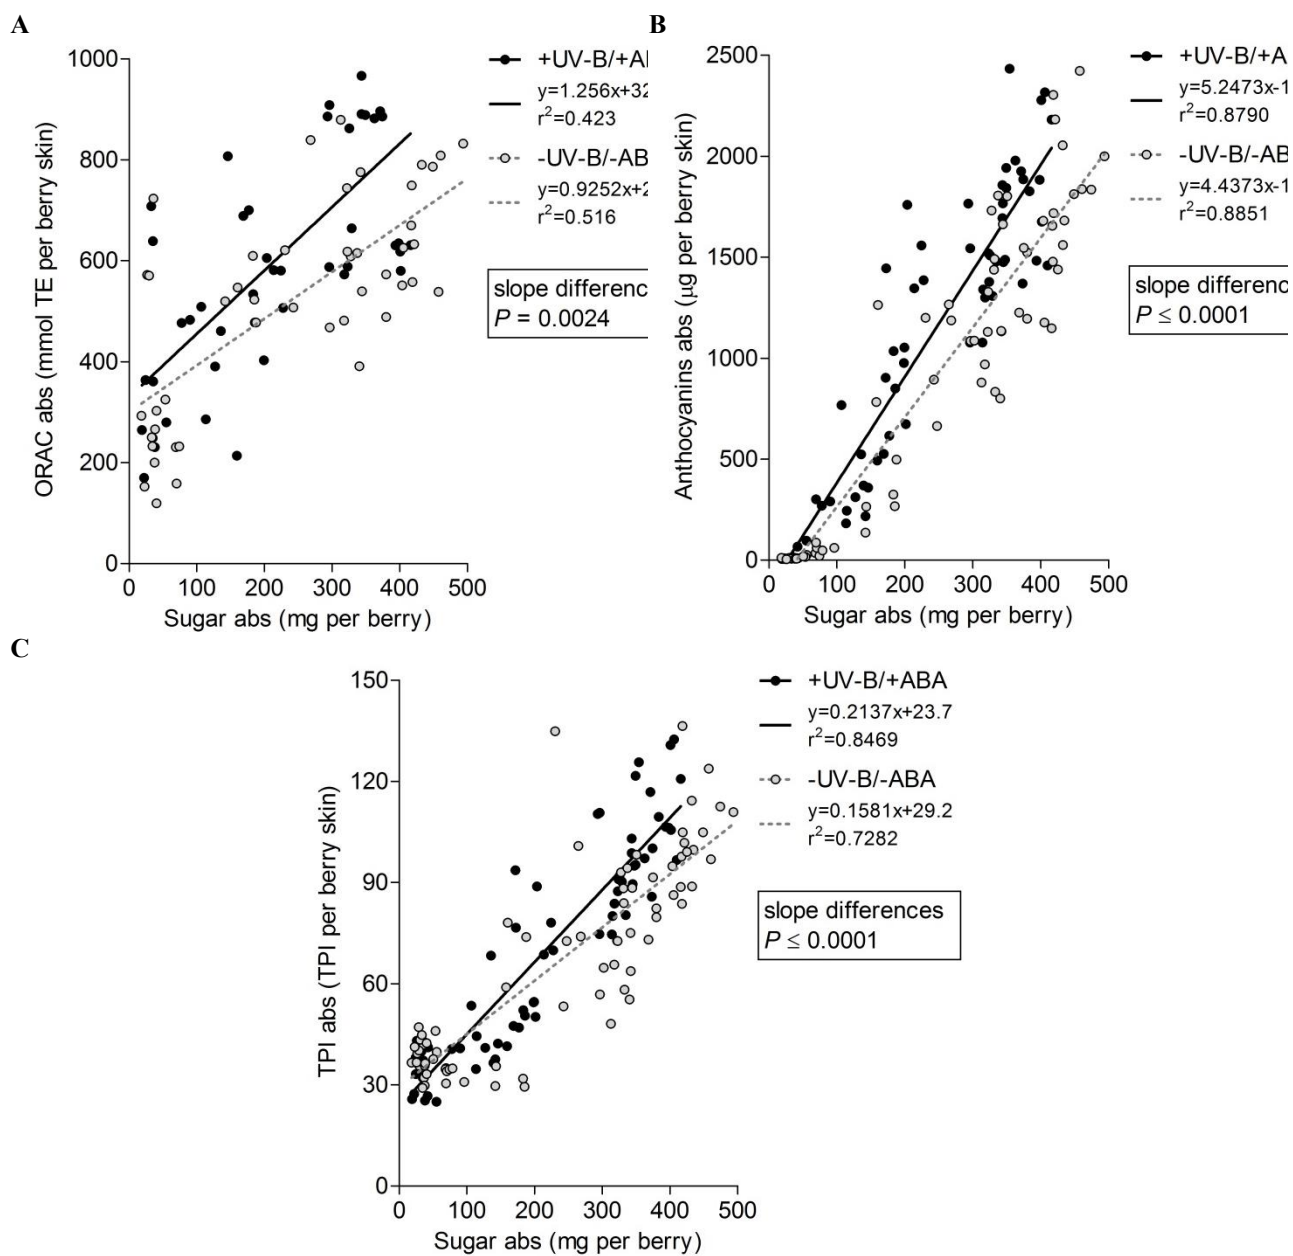 A
1000
800
600
400
200
0
ORAC abs (mmol TE per berry skin)
0 100 200 300 400 500
Sugar abs (mg per berry)
+UV-B/+AB
y=1.256x+32
r²=0.423
-UV-B/-AB
y=0.9252x+2
r²=0.516
slope differenc
P = 0.0024
B
2500
2000
1500
1000
500
0
Anthocyanins abs (µg per berry skin)
0 100 200 300 400 500
Sugar abs (mg per berry)
+UV-B/+A
y=5.2473x-1
r²=0.8790
-UV-B/-AB
y=4.4373x-1
r²=0.8851
slope differenc
P ≤ 0.0001
C
150
120
90
60
30
0
TPI abs (TPI per berry skin)
0 100 200 300 400 500
Sugar abs (mg per berry)
+UV-B/+ABA
y=0.2137x+23.7
r²=0.8469
-UV-B/-ABA
y=0.1581x+29.2
r²=0.7282
slope differences
P ≤ 0.0001